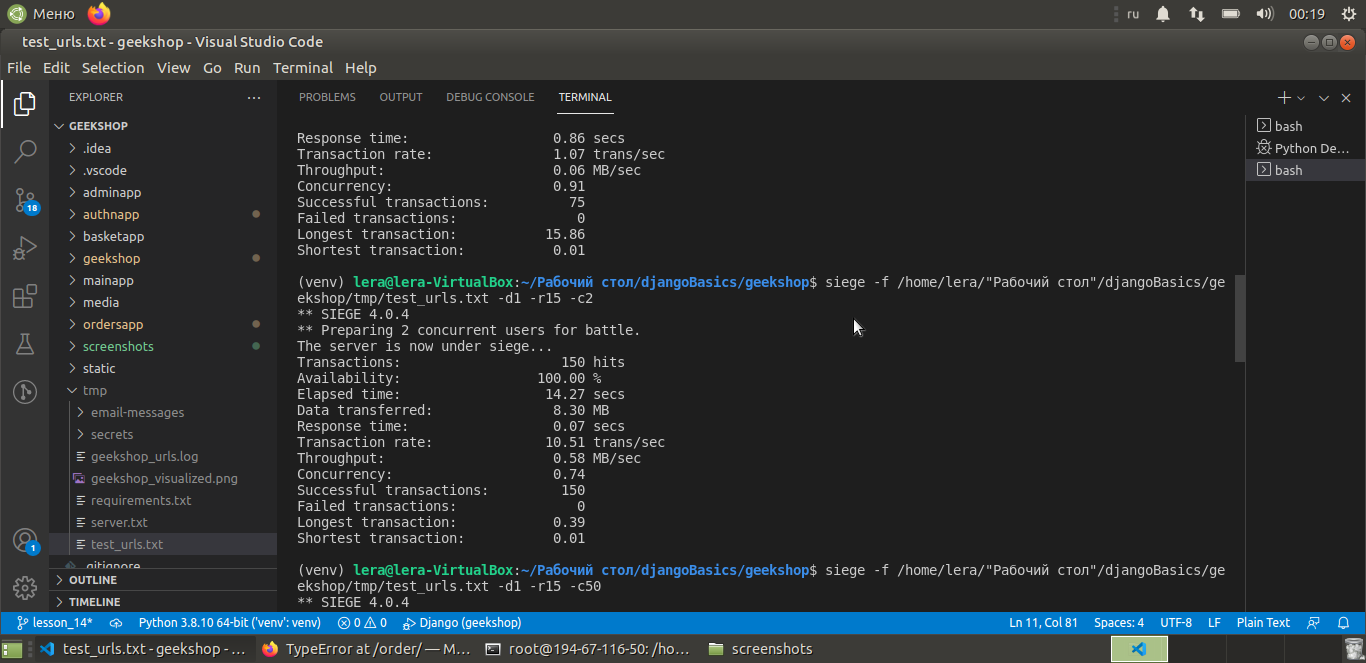 Меню
ru
00:19
test_urls.txt - geekshop - Visual Studio Code
File Edit Selection View Go Run Terminal Help
EXPLORER
GEEKSHOP
.idea
.vscode
adminapp
authnapp
basketapp
geekshop
mainapp
media
ordersapp
screenshots
static
tmp
email-messages
secrets
geekshop_urls.log
geekshop_visualized.png
requirements.txt
server.txt
test_urls.txt
.gitignore
OUTLINE
TIMELINE
18
1
PROBLEMS OUTPUT DEBUG CONSOLE TERMINAL
Response time: 0.86 secs
Transaction rate: 1.07 trans/sec
Throughput: 0.06 MB/sec
Concurrency: 0.91
Successful transactions: 75
Failed transactions: 0
Longest transaction: 15.86
Shortest transaction: 0.01
(venv) lera@lera-VirtualBox:~/Рабочий стол/djangoBasics/geekshop$ siege -f /home/lera/"Рабочий стол"/djangoBasics/ge
ekshop/tmp/test_urls.txt -d1 -r15 -c2
** SIEGE 4.0.4
** Preparing 2 concurrent users for battle.
The server is now under siege...
Transactions: 150 hits
Availability: 100.00 %
Elapsed time: 14.27 secs
Data transferred: 8.30 MB
Response time: 0.07 secs
Transaction rate: 10.51 trans/sec
Throughput: 0.58 MB/sec
Concurrency: 0.74
Successful transactions: 150
Failed transactions: 0
Longest transaction: 0.39
Shortest transaction: 0.01
(venv) lera@lera-VirtualBox:~/Рабочий стол/djangoBasics/geekshop$ siege -f /home/lera/"Рабочий стол"/djangoBasics/ge
ekshop/tmp/test_urls.txt -d1 -r15 -c50
** SIEGE 4.0.4
bash
Python De...
bash
lesson_14* Python 3.8.10 64-bit ('venv': venv) 0 0 Django (geekshop) Ln 11, Col 81 Spaces: 4 UTF-8 LF Plain Text
test_urls.txt - geekshop - ... TypeError at /order/ — M... root@194-67-116-50: /ho... screenshots